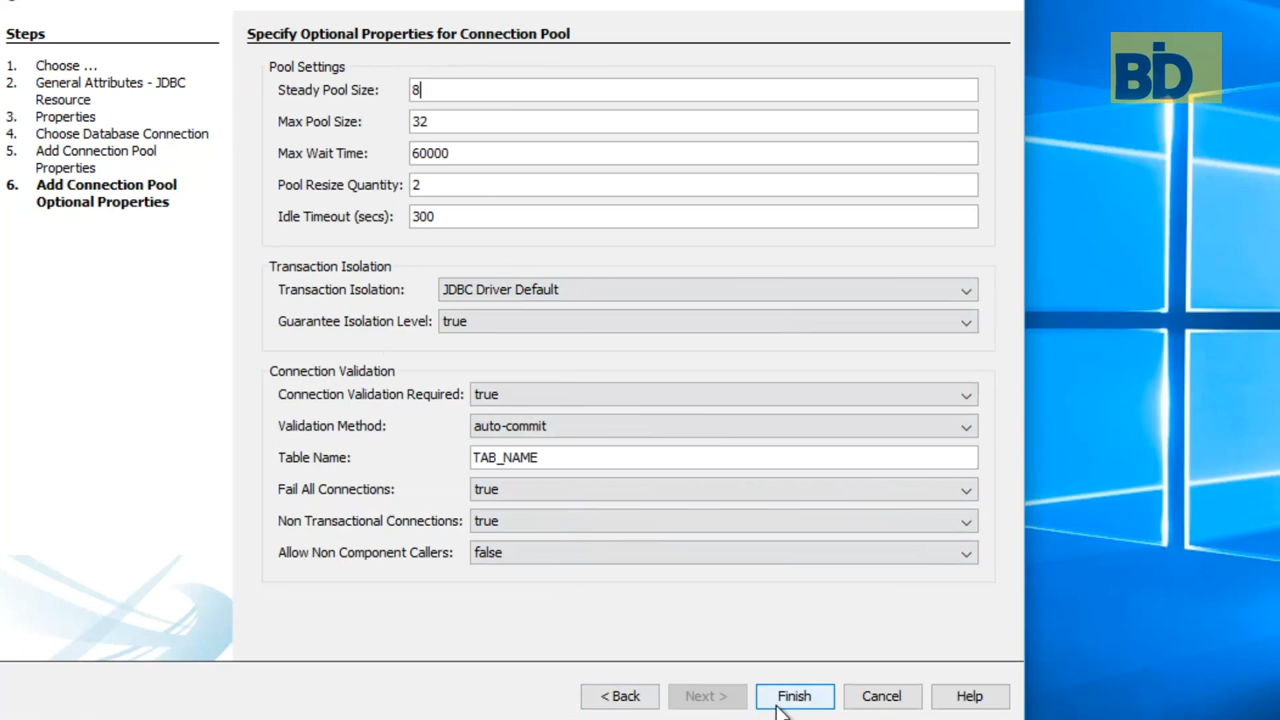 Steps
1. Choose ...
2. General Attributes - JDBC
Resource
3. Properties
4. Choose Database Connection
5. Add Connection Pool
Properties
6. Add Connection Pool
Optional Properties
Specify Optional Properties for Connection Pool
Pool Settings
Steady Pool Size: 8
Max Pool Size: 32
Max Wait Time: 60000
Pool Resize Quantity: 2
Idle Timeout (secs): 300
Transaction Isolation
Transaction Isolation: JDBC Driver Default
Guarantee Isolation Level: true
Connection Validation
Connection Validation Required: true
Validation Method: auto-commit
Table Name: TAB_NAME
Fail All Connections: true
Non Transactional Connections: true
Allow Non Component Callers: false
< Back
Next >
Finish
Cancel
Help
BID